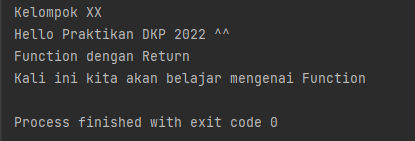 Kelompok XX
Hello Praktikan DKP 2022 ^^
Function dengan Return
Kali ini kita akan belajar mengenai Function
Process finished with exit code 0